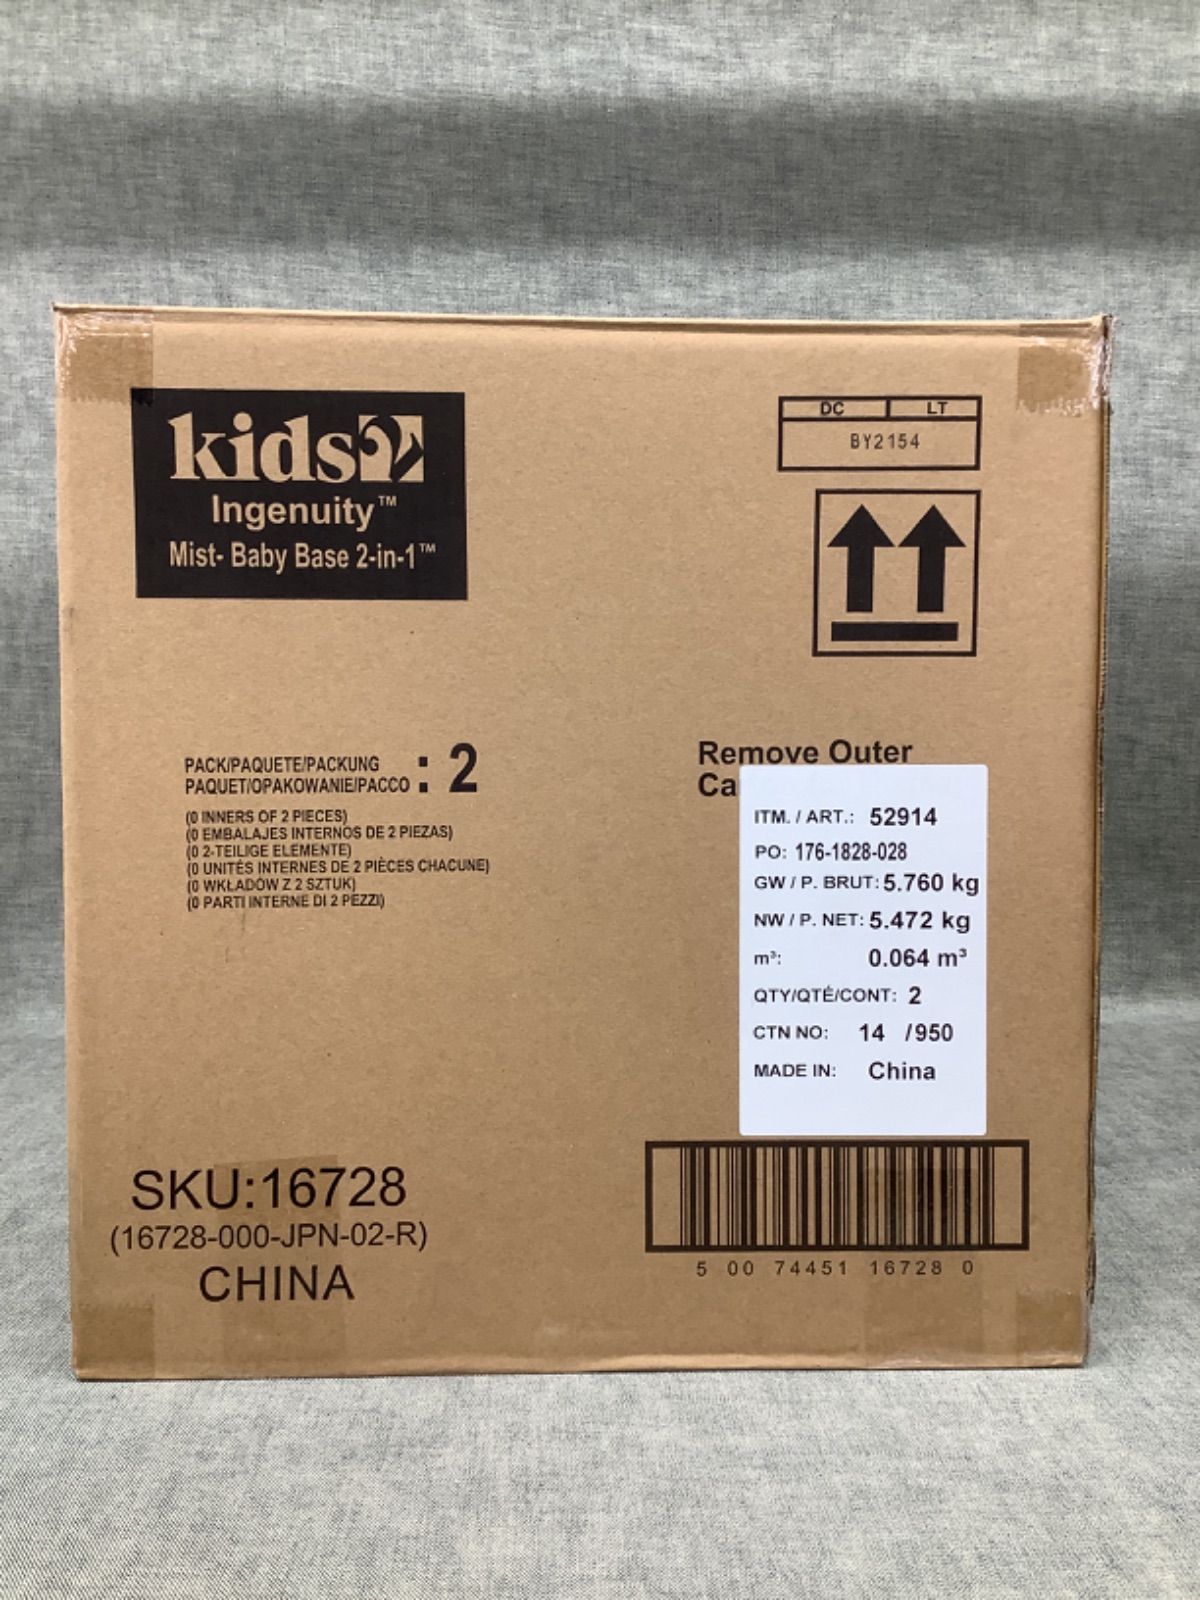 kids2
Ingenuity™
Mist- Baby Base 2-in-1™
DC LT
BY2154
PACK/PAQUETE/PACKUNG
PAQUET/OPAKOWANIE/PACCO : 2
(0 INNERS OF 2 PIECES)
(0 EMBALAJES INTERNOS DE 2 PIEZAS)
(0 2-TEILIGE ELEMENTE)
(0 UNITÉS INTERNES DE 2 PIÈCES CHACUNE)
(0 WKŁADÓW Z 2 SZTUK)
(0 PARTI INTERNE DI 2 PEZZI)
Remove Outer
Ca
ITM. / ART.: 52914
PO: 176-1828-028
GW / P. BRUT: 5.760 kg
NW / P. NET: 5.472 kg
m³: 0.064 m³
QTY/QTÉ/CONT: 2
CTN NO: 14 /950
MADE IN: China
SKU:16728
(16728-000-JPN-02-R)
CHINA
5 00 74451 16728 0